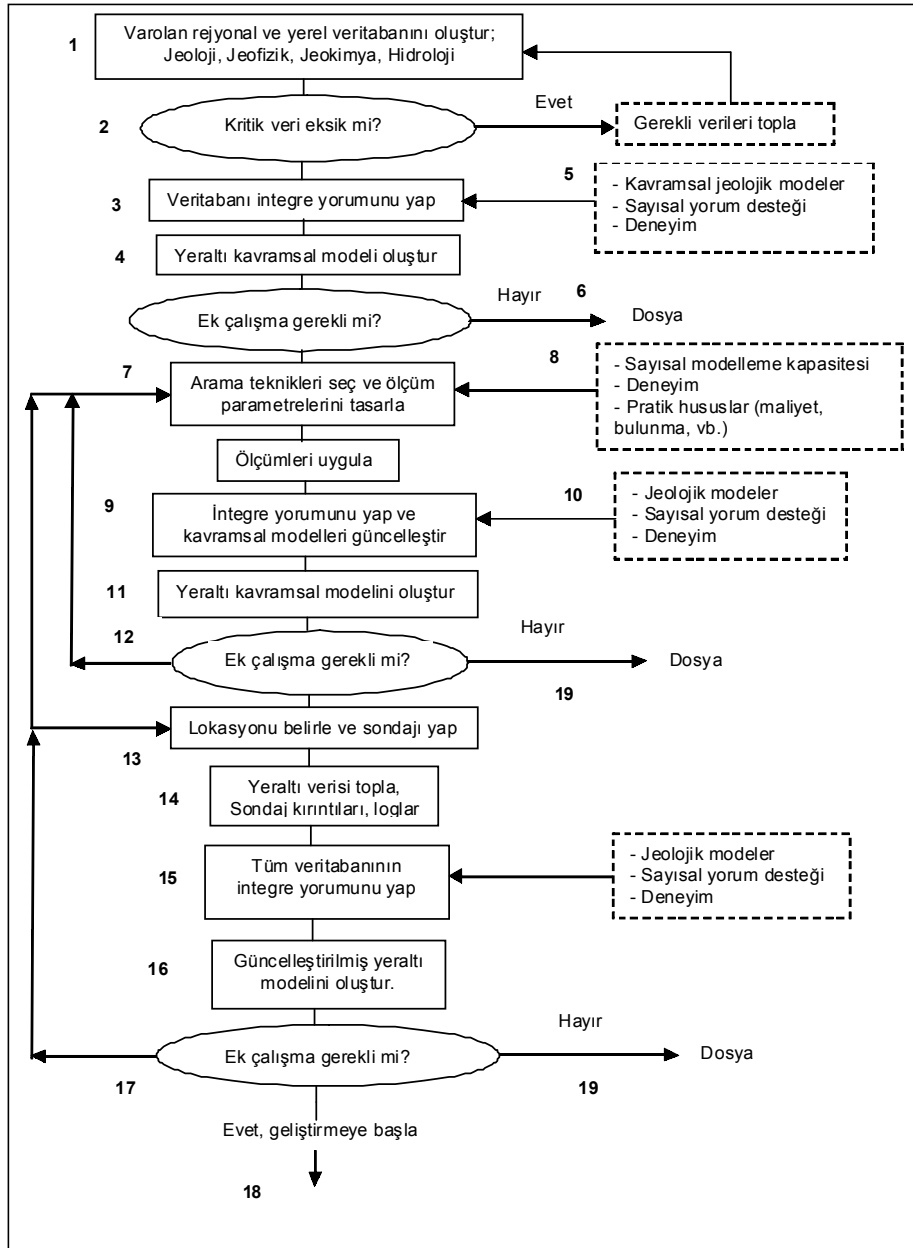 1
Varolan rejyonal ve yerel veritabanını oluştur;
Jeoloji, Jeofizik, Jeokimya, Hidroloji
Evet
2
Kritik veri eksik mi?
Gerekli verileri topla
5
3
Veritabanı integre yorumunu yap
- Kavramsal jeolojik modeler
- Sayısal yorum desteği
- Deneyim
4
Yeraltı kavramsal modeli oluştur
Hayır
6
Ek çalışma gerekli mi?
Dosya
7
8
Arama teknikleri seç ve ölçüm
parametrelerini tasarla
- Sayısal modelleme kapasitesi
- Deneyim
- Pratik hususlar (maliyet,
bulunma, vb.)
Ölçümleri uygula
9
10
İntegre yorumunu yap ve
kavramsal modelleri güncelleştir
- Jeolojik modeler
- Sayısal yorum desteği
- Deneyim
11
Yeraltı kavramsal modelini oluştur
12
Hayır
Ek çalışma gerekli mi?
Dosya
19
Lokasyonu belirle ve sondajı yap
13
14
Yeraltı verisi topla,
Sondaj kırıntıları, loglar
15
Tüm veritabanının
integre yorumunu yap
- Jeolojik modeler
- Sayısal yorum desteği
- Deneyim
16
Güncelleştirilmiş yeraltı
modelini oluştur.
Hayır
Ek çalışma gerekli mi?
Dosya
17
19
Evet, geliştirmeye başla
18